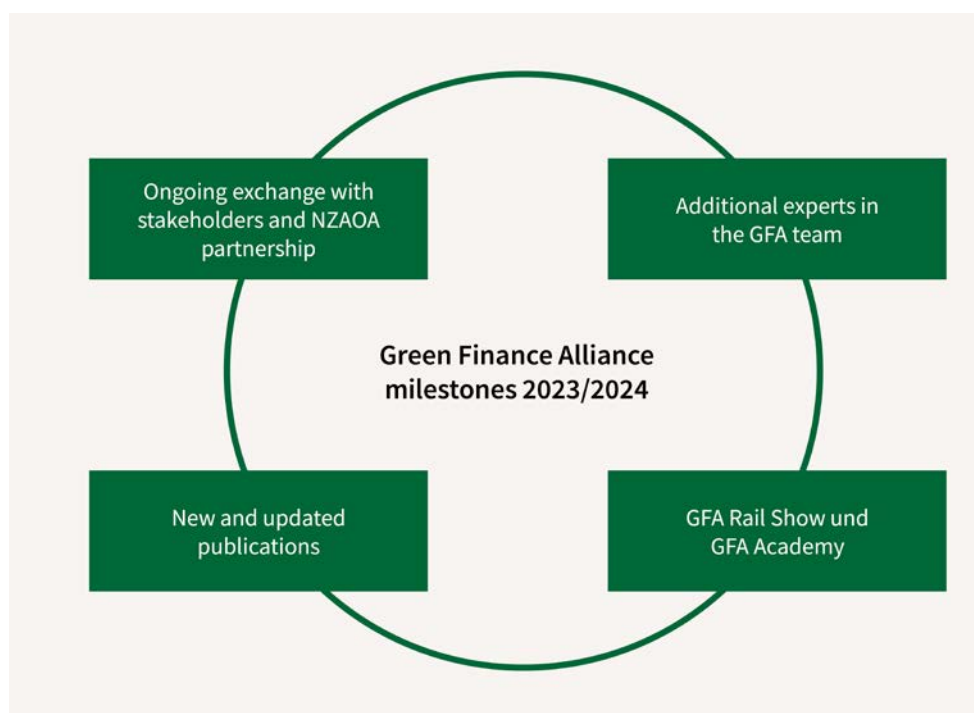 Ongoing exchange with
stakeholders and NZAOA
partnership
Additional experts in
the GFA team
Green Finance Alliance
milestones 2023/2024
New and updated
publications
GFA Rail Show und
GFA Academy